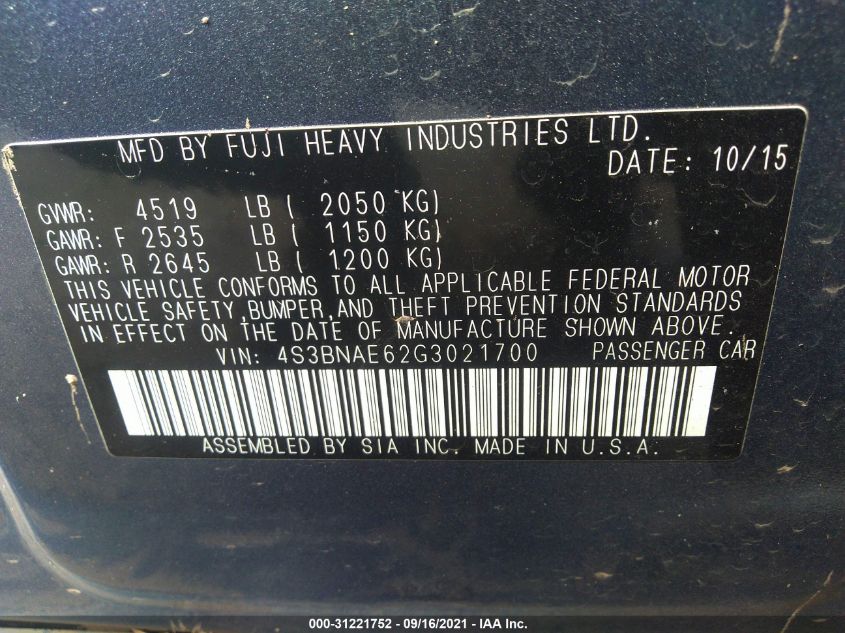 MFD BY FUJI HEAVY INDUSTRIES LTD.
DATE: 10/15
GVWR: 4519 LB ( 2050 KG)
GAWR: F 2535 LB ( 1150 KG)
GAWR: R 2645 LB ( 1200 KG)
THIS VEHICLE CONFORMS TO ALL APPLICABLE FEDERAL MOTOR
VEHICLE SAFETY,BUMPER,AND THEFT PREVENTION STANDARDS
IN EFFECT ON THE DATE OF MANUFACTURE SHOWN ABOVE.
VIN: 4S3BNAE62G3021700 PASSENGER CAR
ASSEMBLED BY SIA INC. MADE IN U.S.A.
000-31221752 - 09/16/2021 - IAA Inc.